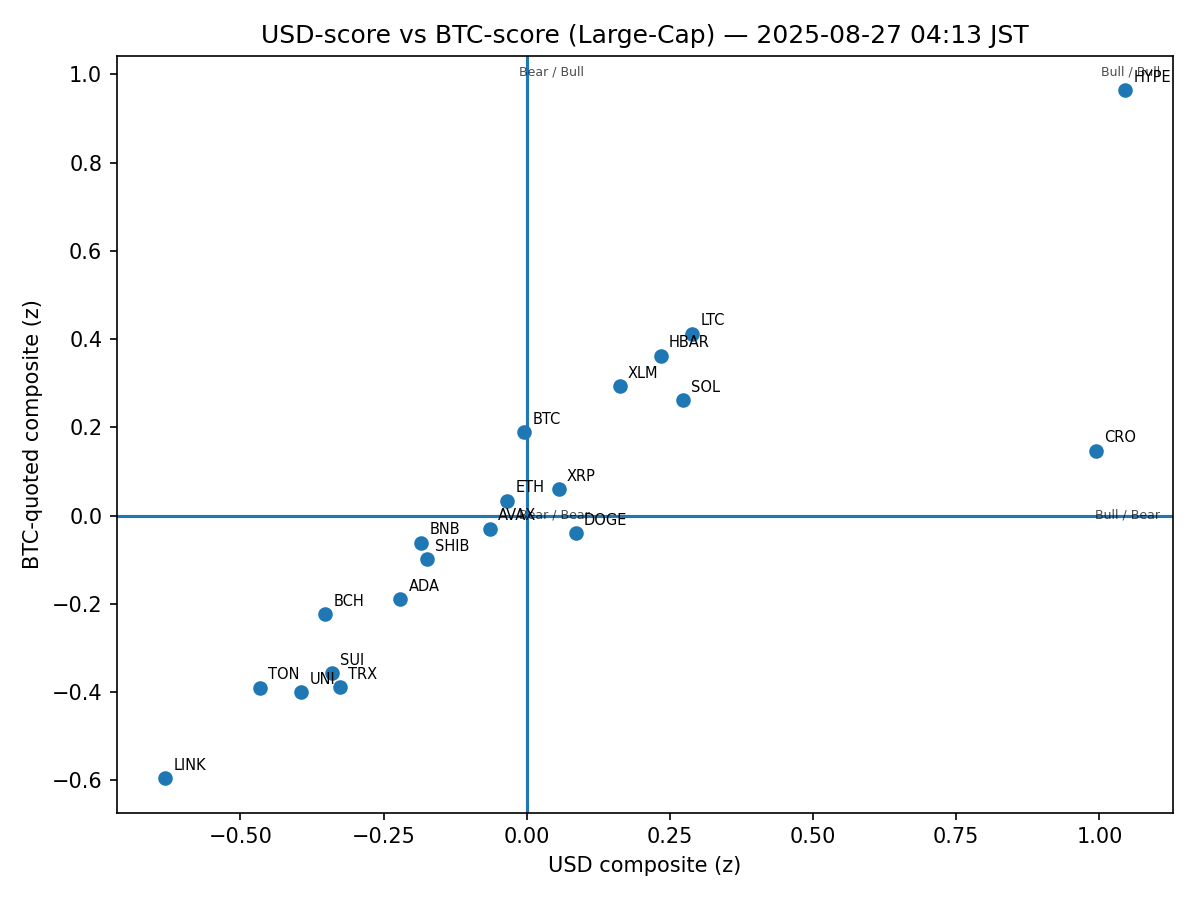 USD-score vs BTC-score (Large-Cap) — 2025-08-27 04:13 JST
Bear / Bull
Bull / Bull
HYPE
1.0
0.8
0.6
0.4
0.2
0.0
−0.2
−0.4
−0.6
BTC-quoted composite (z)
LTC
HBAR
XLM
SOL
BTC
CRO
XRP
ETH
AVAX
Bear / Bear
DOGE
Bull / Bear
BNB
SHIB
ADA
BCH
SUI
TON
UNI
TRX
LINK
−0.50
−0.25
0.00
0.25
0.50
0.75
1.00
USD composite (z)